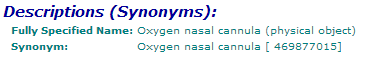 Descriptions (Synonyms):
Fully Specified Name: Oxygen nasal cannula (physical object)
Synonym: Oxygen nasal cannula [ 469877015]